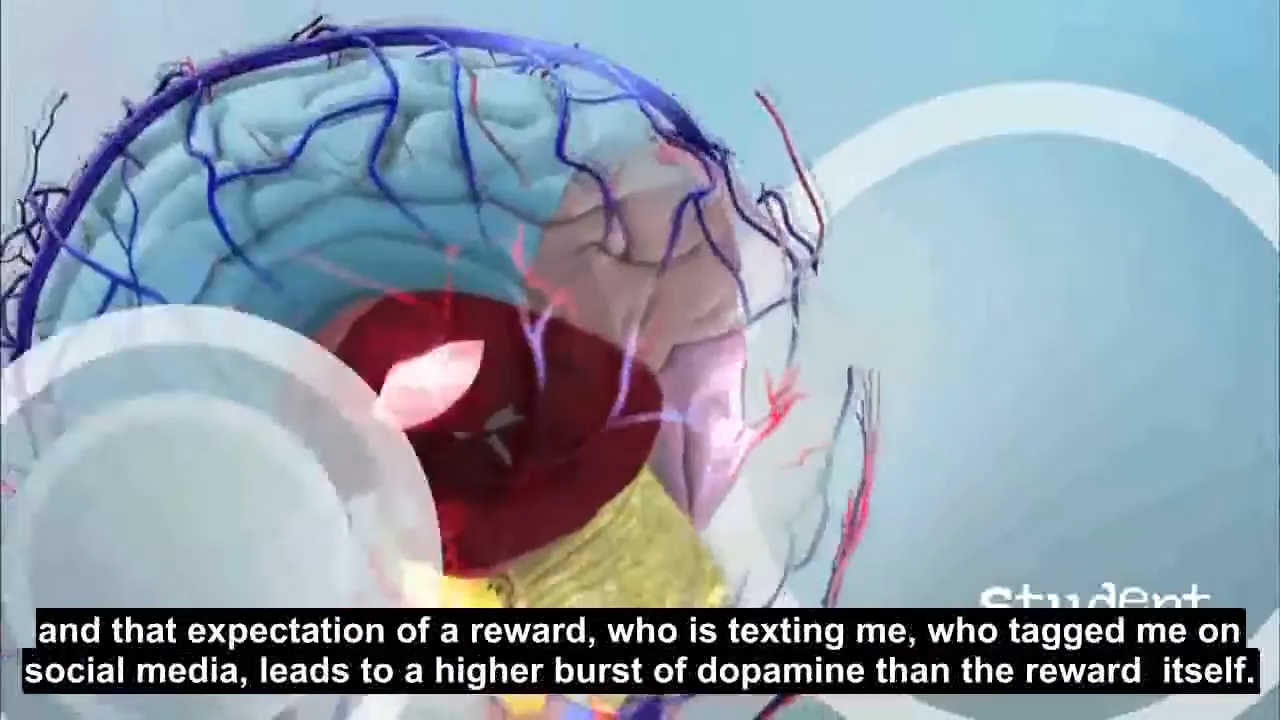 student
and that expectation of a reward, who is texting me, who tagged me on
social media, leads to a higher burst of dopamine than the reward  itself.